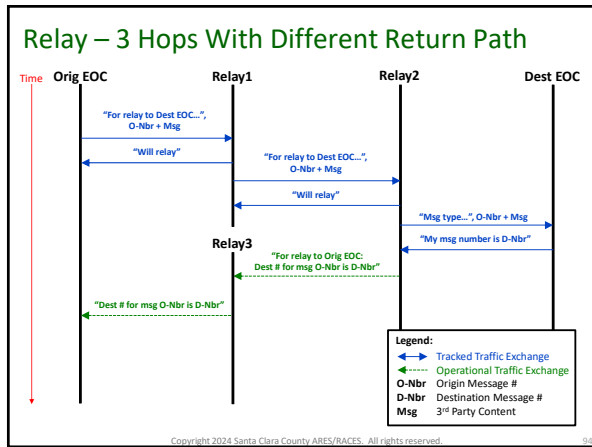 Relay – 3 Hops With Different Return Path
Time
Orig EOC
Relay1
Relay2
Dest EOC
“For relay to Dest EOC...”,
O-Nbr + Msg
“Will relay”
“For relay to Dest EOC...”,
O-Nbr + Msg
“Will relay”
“Msg type...”, O-Nbr + Msg
“My msg number is D-Nbr”
Relay3
“For relay to Orig EOC:
Dest # for msg O-Nbr is D-Nbr”
“Dest # for msg O-Nbr is D-Nbr”
Legend:
Tracked Traffic Exchange
Operational Traffic Exchange
O-Nbr Origin Message #
D-Nbr Destination Message #
Msg 3rd Party Content
Copyright 2024 Santa Clara County ARES/RACES. All rights reserved.
94